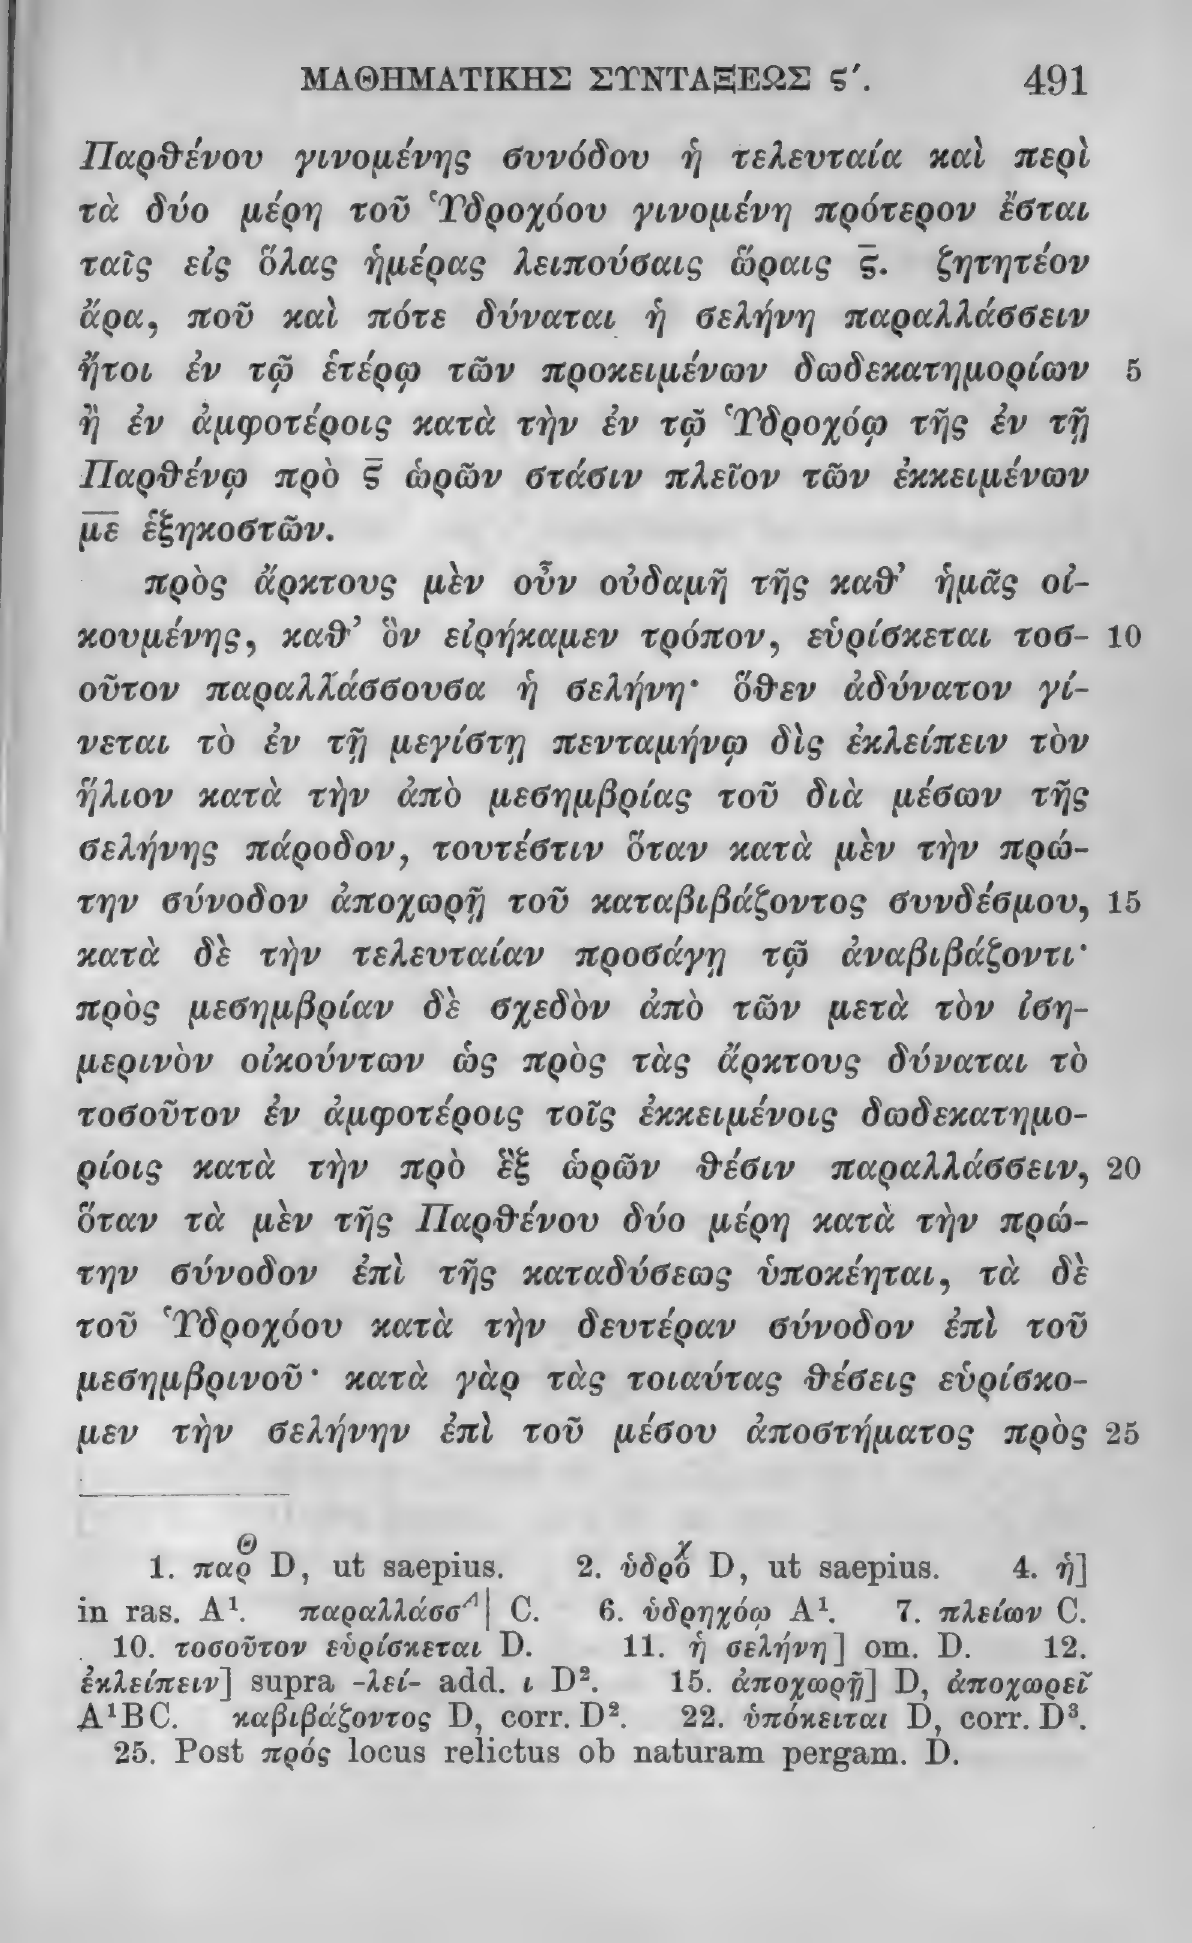 ΜΑΘΗΜΑΤΙΚΗΣ ΣΥΝΤΑΞΕΩΣ ϛ′. 491
Παρθένου γινομένης συνόδου ἡ τελευταία καὶ περὶ
τὰ δύο μέρη τοῦ Ὑδροχόου γινομένη πρότερον ἔσται
ταῖς εἰς ὅλας ἡμέρας λειπούσαις ὥραις ϛ̅. ζητητέον
ἄρα, ποῦ καὶ πότε δύναται ἡ σελήνη παραλλάσσειν
ἤτοι ἐν τῷ ἑτέρῳ τῶν προκειμένων δωδεκατημορίων 5
ἢ ἐν ἀμφοτέροις κατὰ τὴν ἐν τῷ Ὑδροχόῳ τῆς ἐν τῇ
Παρθένῳ πρὸ ϛ̅ ὡρῶν στάσιν πλεῖον τῶν ἐκκειμένων
μ̅ε̅ ἑξηκοστῶν.
πρὸς ἄρκτους μὲν οὖν οὐδαμῇ τῆς καθ’ ἡμᾶς οἰ-
κουμένης, καθ’ ὃν εἰρήκαμεν τρόπον, εὑρίσκεται τοσ- 10
οῦτον παραλλάσσουσα ἡ σελήνη· ὅθεν ἀδύνατον γί-
νεται τὸ ἐν τῇ μεγίστῃ πενταμήνῳ δὶς ἐκλείπειν τὸν
ἥλιον κατὰ τὴν ἀπὸ μεσημβρίας τοῦ διὰ μέσων τῆς
σελήνης πάροδον, τουτέστιν ὅταν κατὰ μὲν τὴν πρώ-
την σύνοδον ἀποχωρῇ τοῦ καταβιβάζοντος συνδέσμου, 15
κατὰ δὲ τὴν τελευταίαν προσάγῃ τῷ ἀναβιβάζοντι·
πρὸς μεσημβρίαν δὲ σχεδὸν ἀπὸ τῶν μετὰ τὸν ἰση-
μερινὸν οἰκούντων ὡς πρὸς τὰς ἄρκτους δύναται τὸ
τοσοῦτον ἐν ἀμφοτέροις τοῖς ἐκκειμένοις δωδεκατημο-
ρίοις κατὰ τὴν πρὸ ἓξ ὡρῶν θέσιν παραλλάσσειν, 20
ὅταν τὰ μὲν τῆς Παρθένου δύο μέρη κατὰ τὴν πρώ-
την σύνοδον ἐπὶ τῆς καταδύσεως ὑποκέηται, τὰ δὲ
τοῦ Ὑδροχόου κατὰ τὴν δευτέραν σύνοδον ἐπὶ τοῦ
μεσημβρινοῦ· κατὰ γὰρ τὰς τοιαύτας θέσεις εὑρίσκο-
μεν τὴν σελήνην ἐπὶ τοῦ μέσου ἀποστήματος πρὸς 25
1. παρᶿ D, ut saepius. 2. ὑδροᵡ D, ut saepius. 4. ἡ]
in ras. A¹. παραλλάσσ^Λ| C. 6. ὑδρηχόῳ A¹. 7. πλείων C.
10. τοσοῦτον εὑρίσκεται D. 11. ἡ σελήνη] om. D. 12.
ἐκλείπειν] supra -λεί- add. ι D². 15. ἀποχωρῇ] D, ἀποχωρεῖ
A¹BC. καβιβάζοντος D, corr. D². 22. ὑπόκειται D, corr. D³.
25. Post πρός locus relictus ob naturam pergam. D.